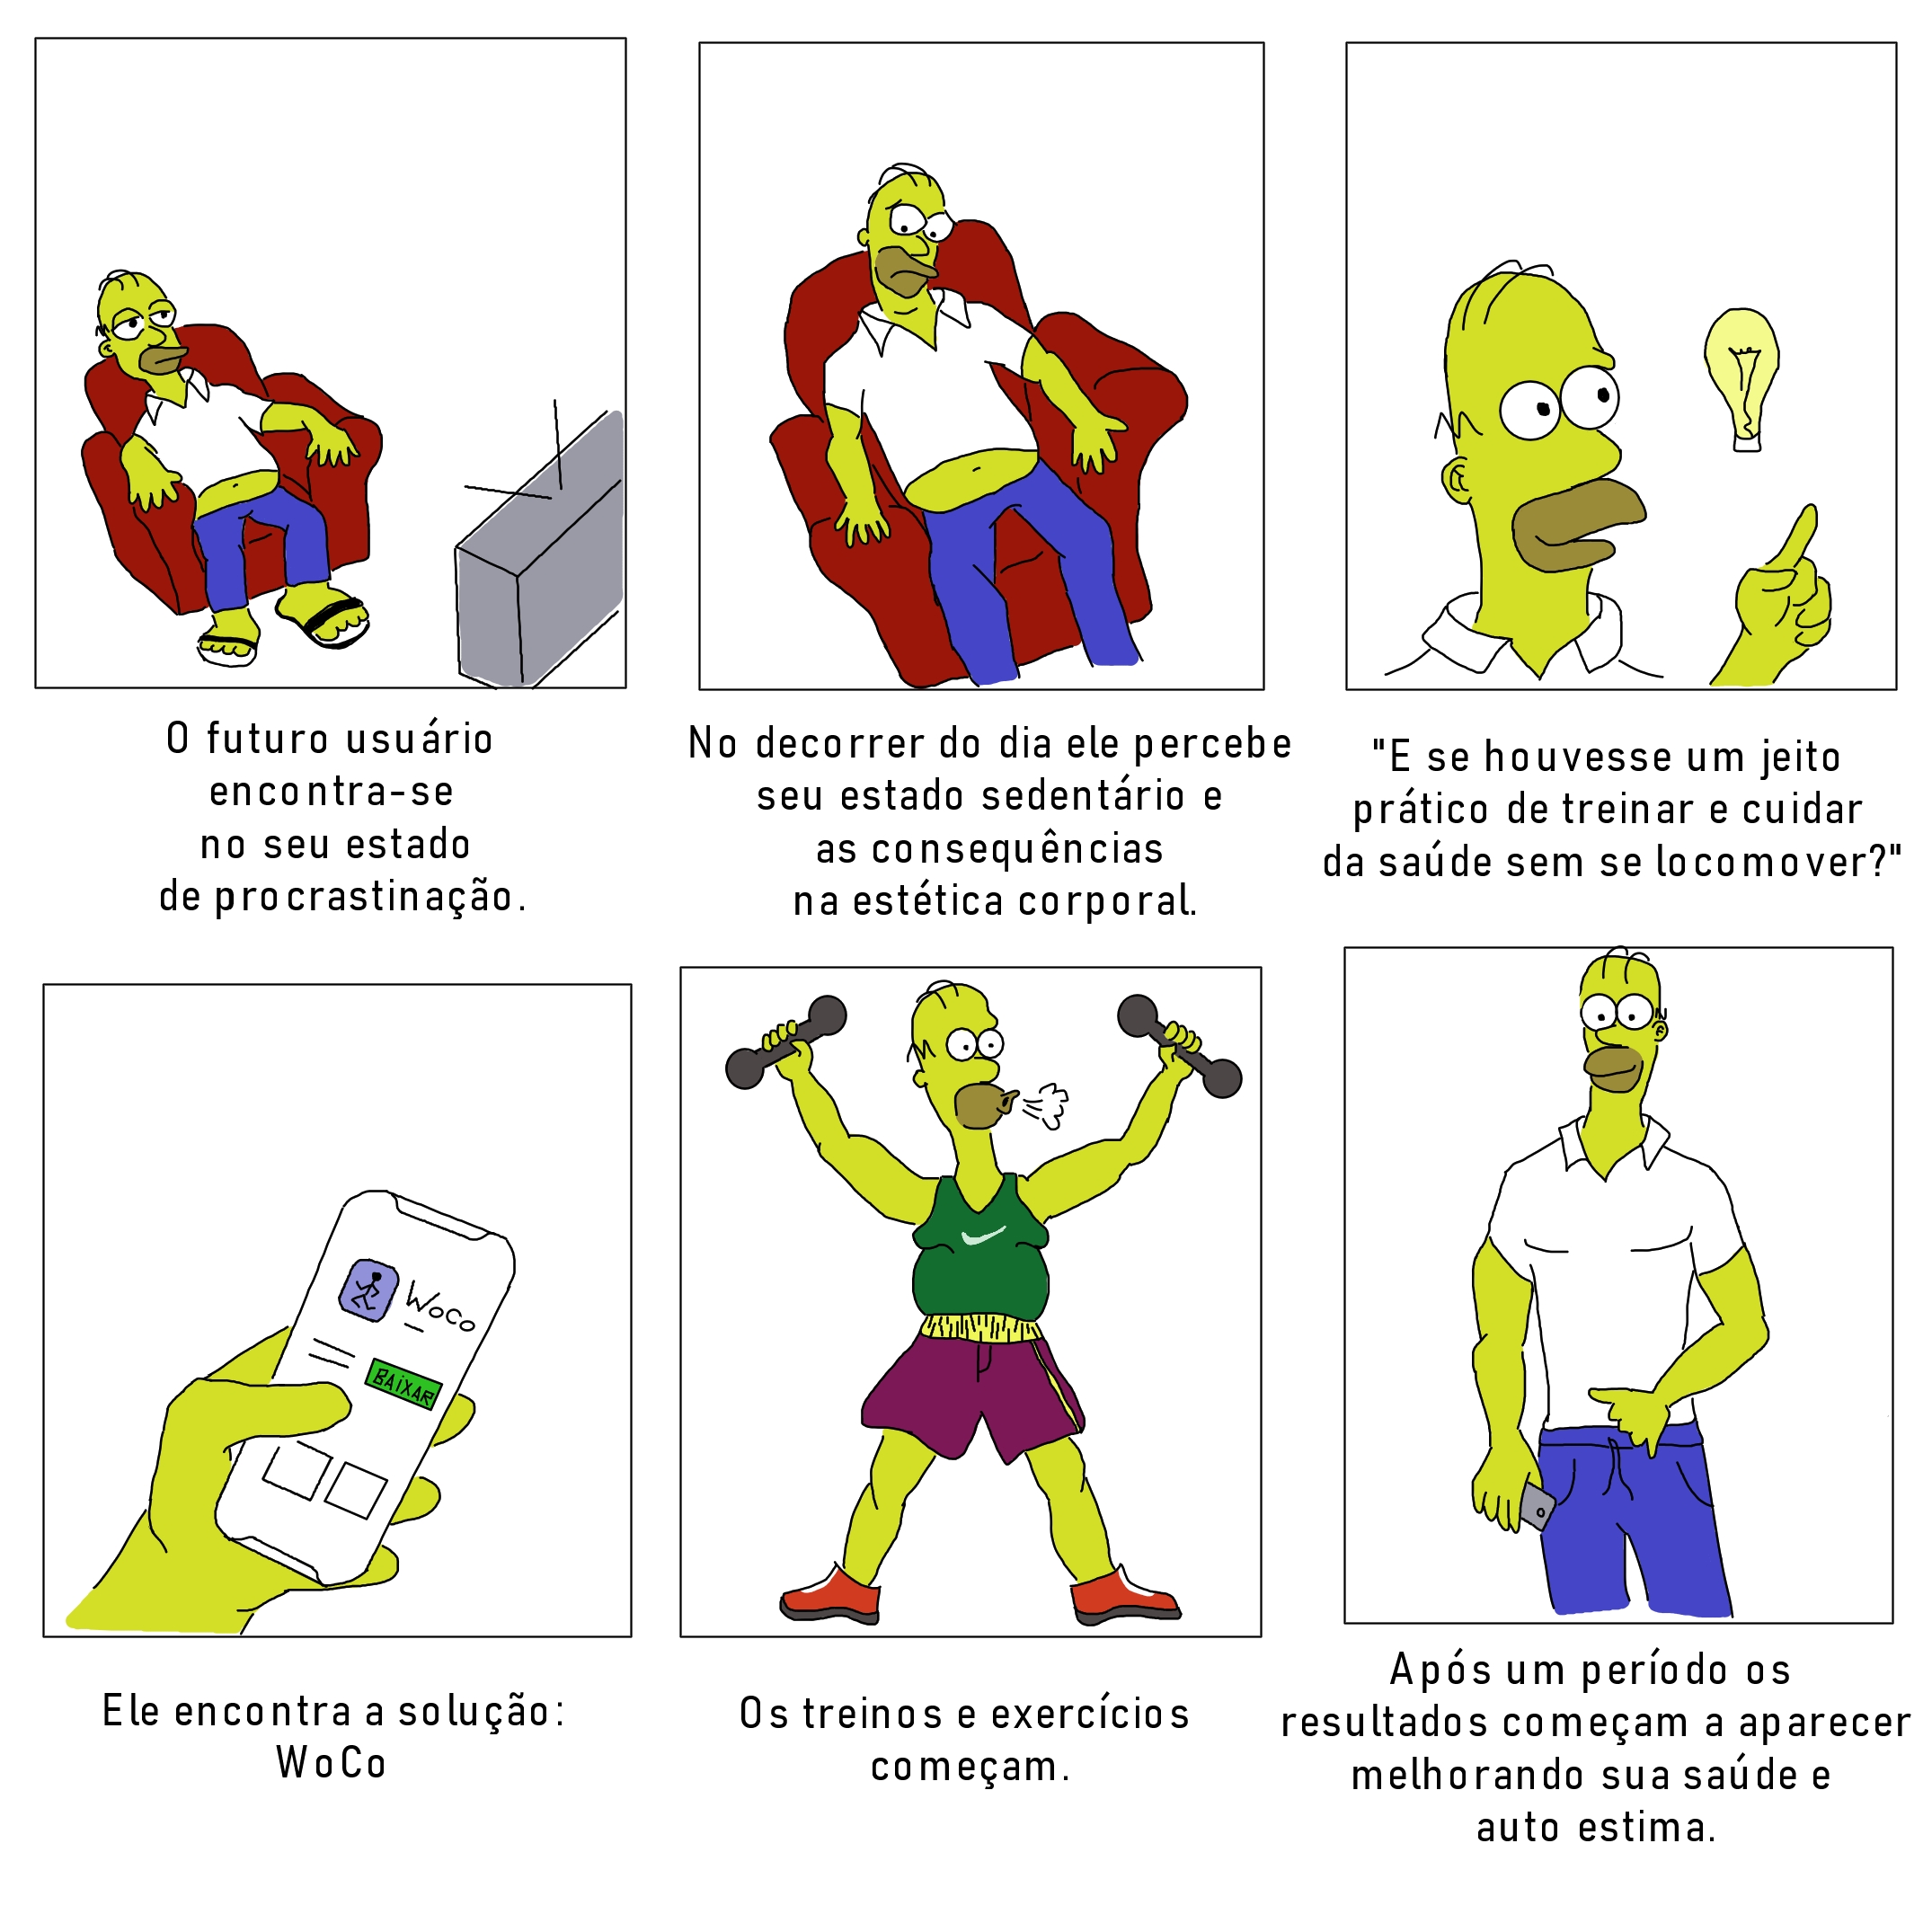 O futuro usuário
encontra-se
no seu estado
de procrastinação.
No decorrer do dia ele percebe
seu estado sedentário e
as consequências
na estética corporal.
"E se houvesse um jeito
prático de treinar e cuidar
da saúde sem se locomover?"
WoCo
BAiXAR
Ele encontra a solução:
WoCo
Os treinos e exercícios
começam.
Após um período os
resultados começam a aparecer
melhorando sua saúde e
auto estima.